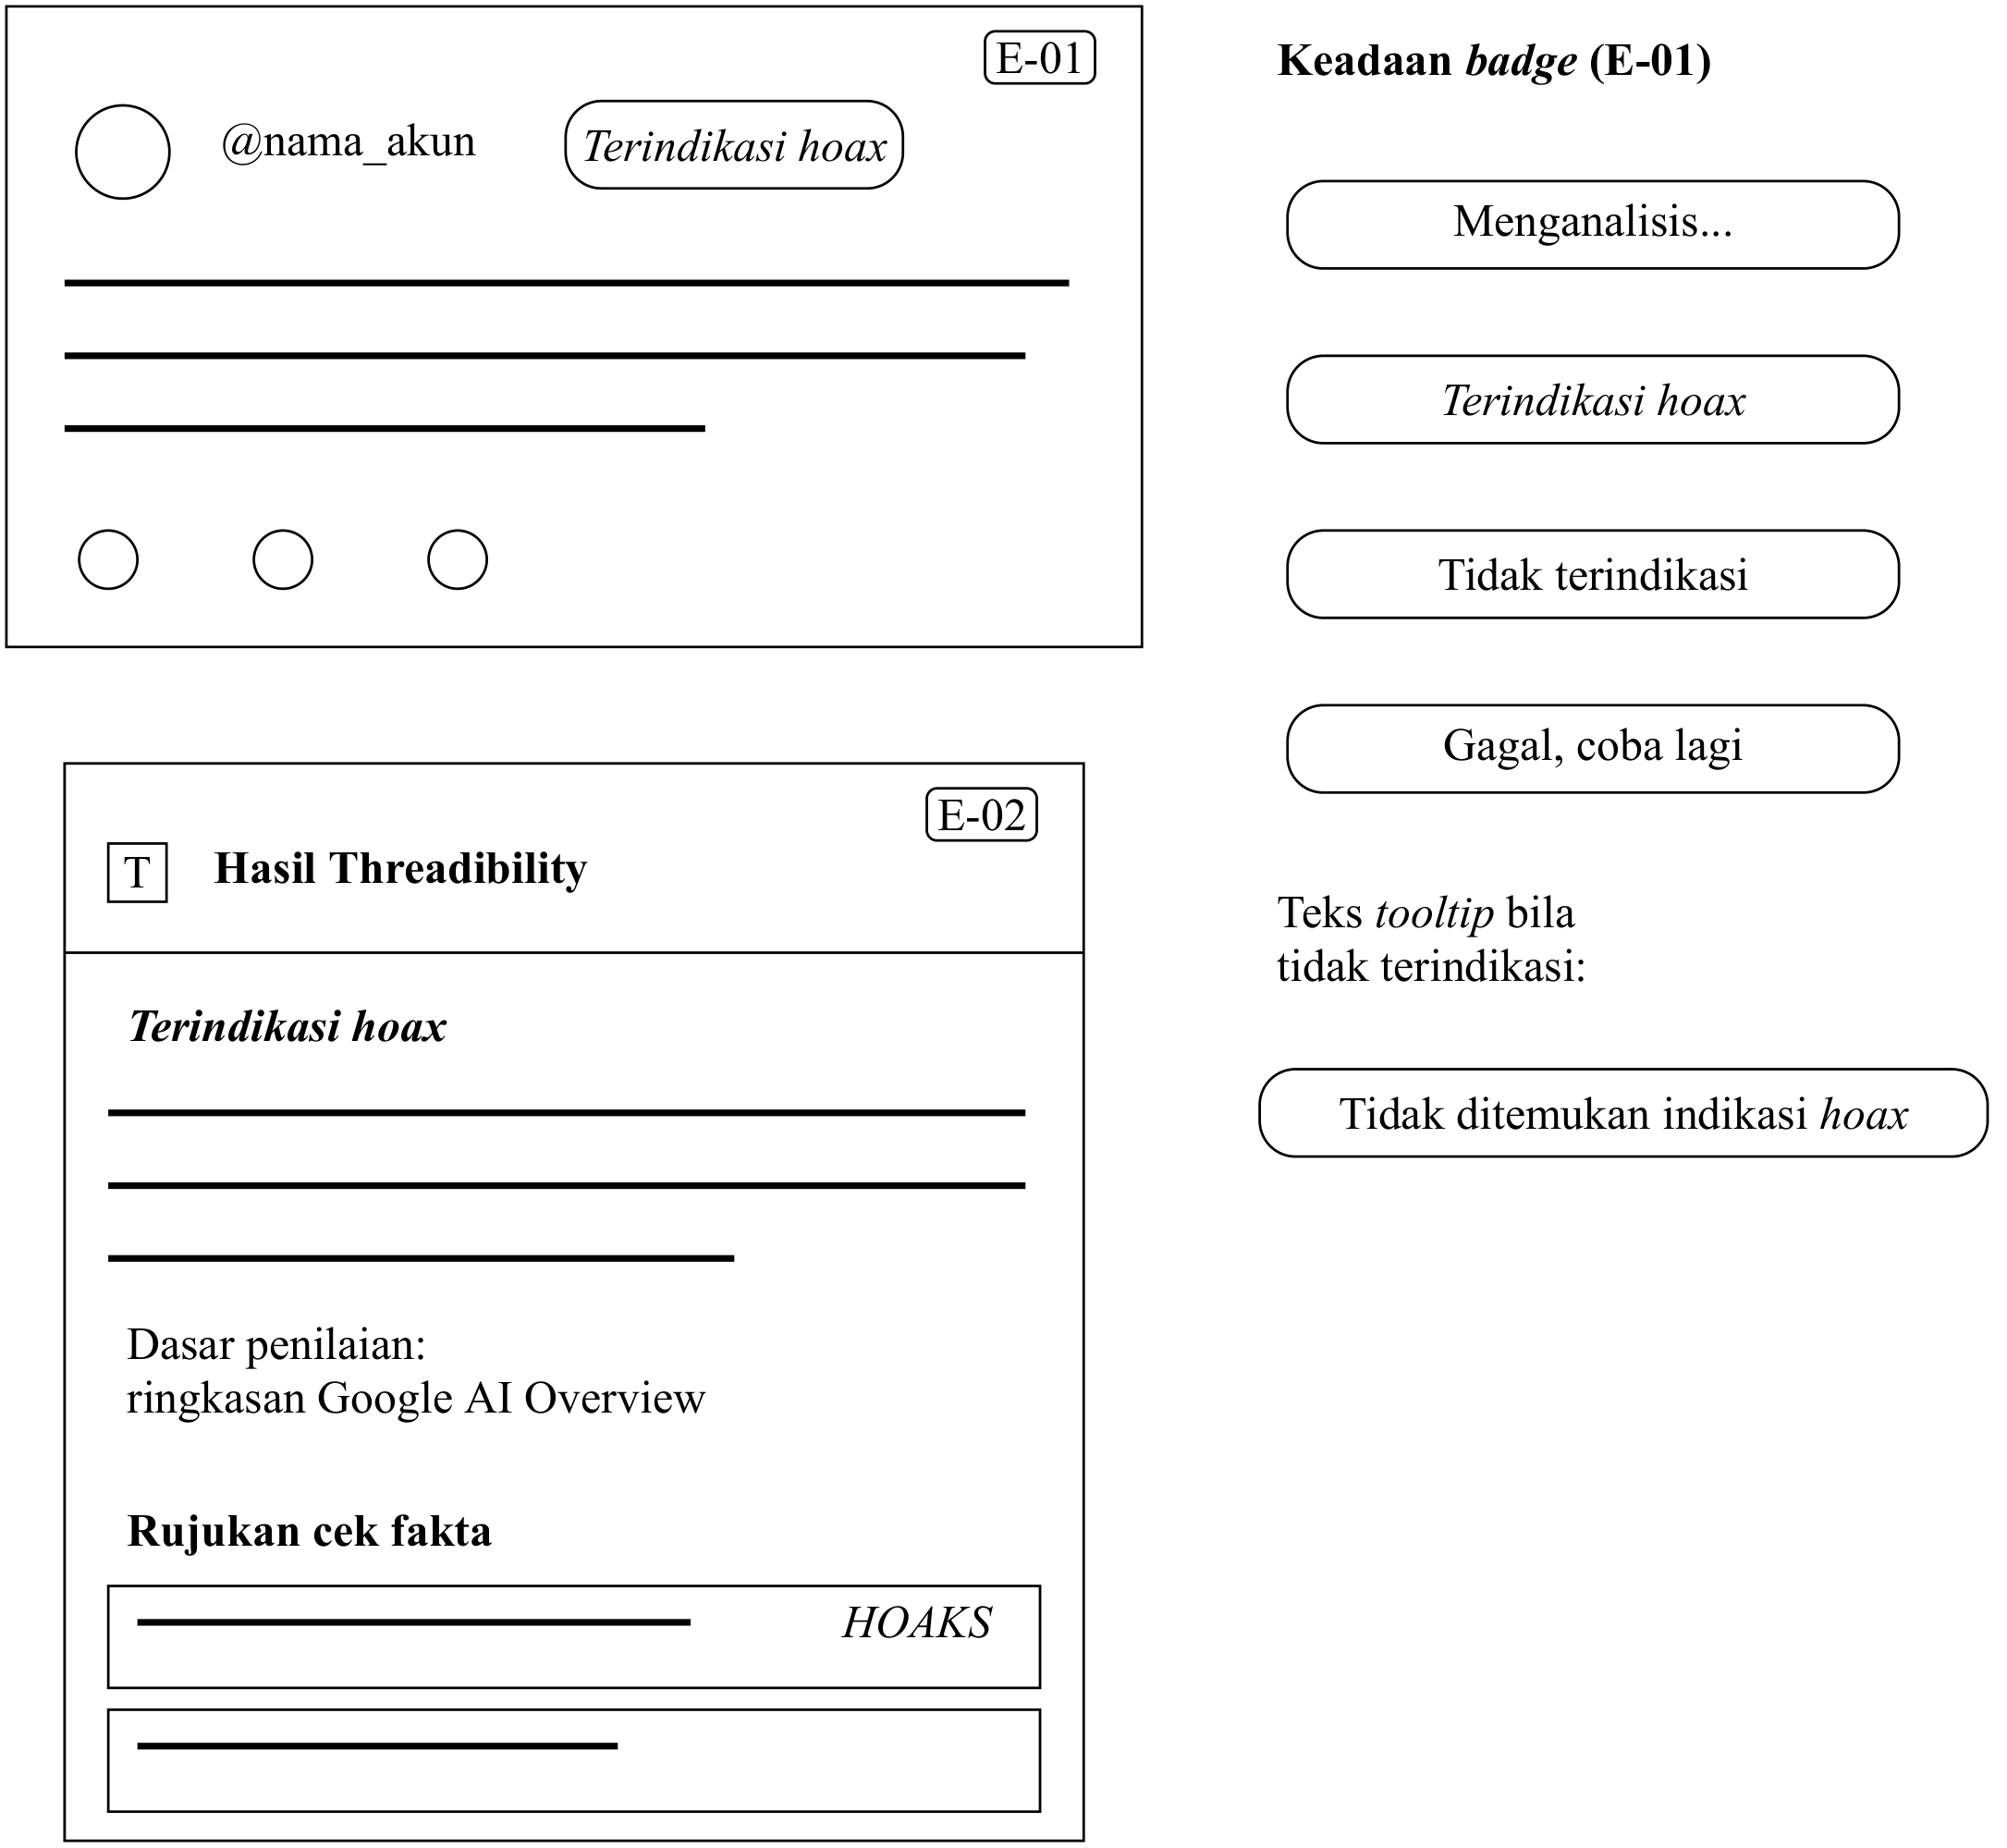 E-01
@nama_akun
Terindikasi hoax
E-02
T
Hasil Threadibility
Terindikasi hoax
Dasar penilaian:
ringkasan Google AI Overview
Rujukan cek fakta
HOAKS
Keadaan badge (E-01)
Menganalisis...
Terindikasi hoax
Tidak terindikasi
Gagal, coba lagi
Teks tooltip bila
tidak terindikasi:
Tidak ditemukan indikasi hoax